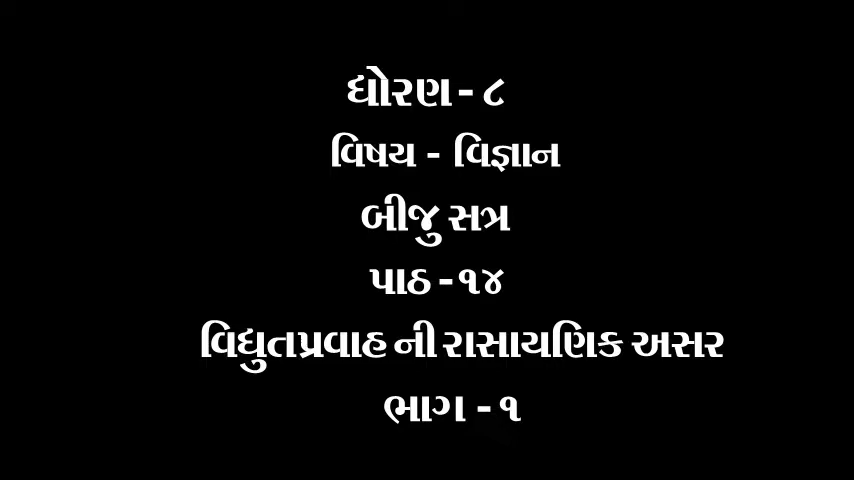 ધોરણ - ૮
વિષય - વિજ્ઞાન
બીજુ સત્ર
પાઠ - ૧૪
વિદ્યુતપ્રવાહ ની રાસાયણિક અસર
ભાગ - ૧